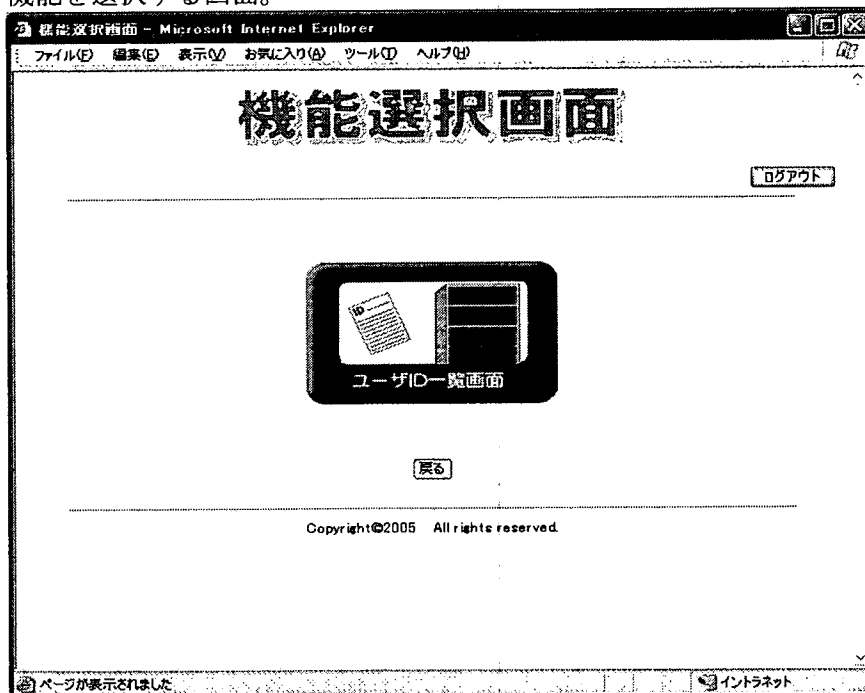 機能を選択する画面。
機能選択画面 - Microsoft Internet Explorer
ファイル(F) 編集(E) 表示(V) お気に入り(A) ツール(T) ヘルプ(H)
機能選択画面
ログアウト
ID
ユーザID一覧画面
戻る
Copyright©2005 All rights reserved.
ページが表示されました
イントラネット